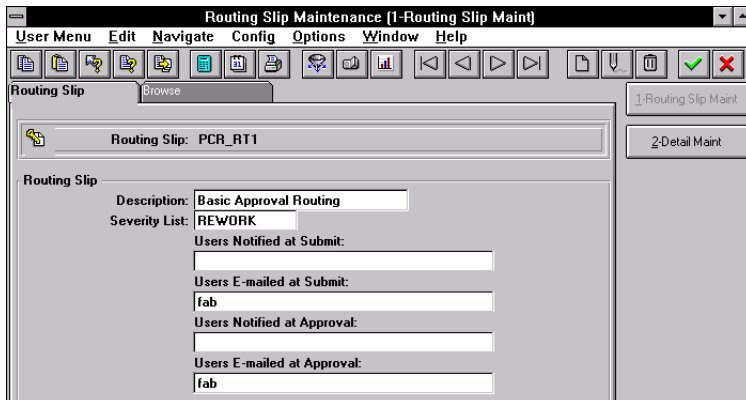 Routing Slip Maintenance (1-Routing Slip Maint)
User Menu Edit Navigate Config Options Window Help
Routing Slip Browse
1-Routing Slip Maint
Routing Slip: PCR_RT1
2-Detail Maint
Routing Slip
Description: Basic Approval Routing
Severity List: REWORK
Users Notified at Submit:
Users E-mailed at Submit:
fab
Users Notified at Approval:
Users E-mailed at Approval:
fab